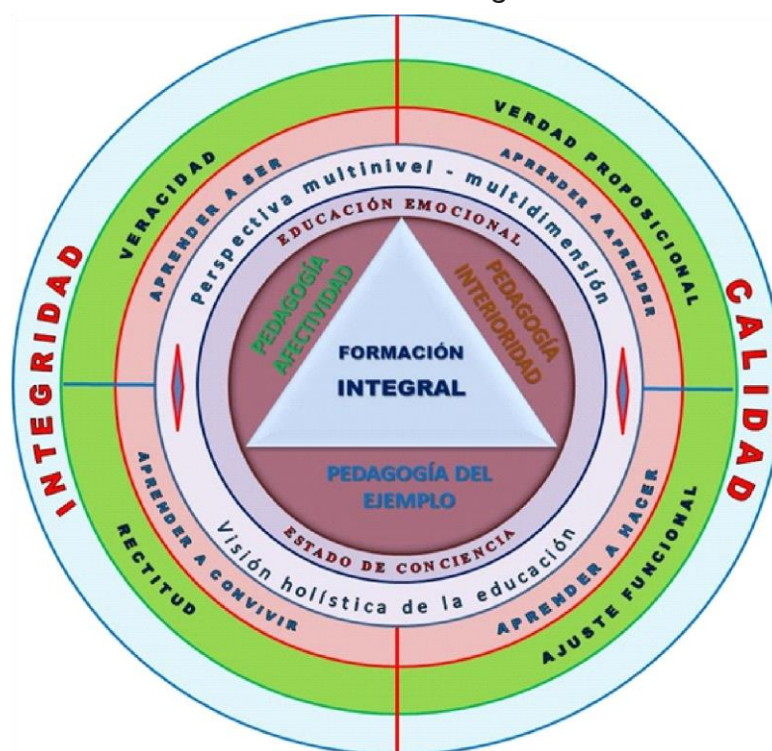 INTEGRIDAD
CALIDAD
VERACIDAD
VERDAD PROPOSICIONAL
RECTITUD
AJUSTE FUNCIONAL
APRENDER A SER
APRENDER A APRENDER
APRENDER A CONVIVIR
APRENDER A HACER
Perspectiva multinivel - multidimensión
Visión holística de la educación
EDUCACIÓN EMOCIONAL
ESTADO DE CONCIENCIA
PEDAGOGÍA
AFECTIVIDAD
PEDAGOGÍA
INTERIORIDAD
FORMACIÓN
INTEGRAL
PEDAGOGÍA DEL
EJEMPLO